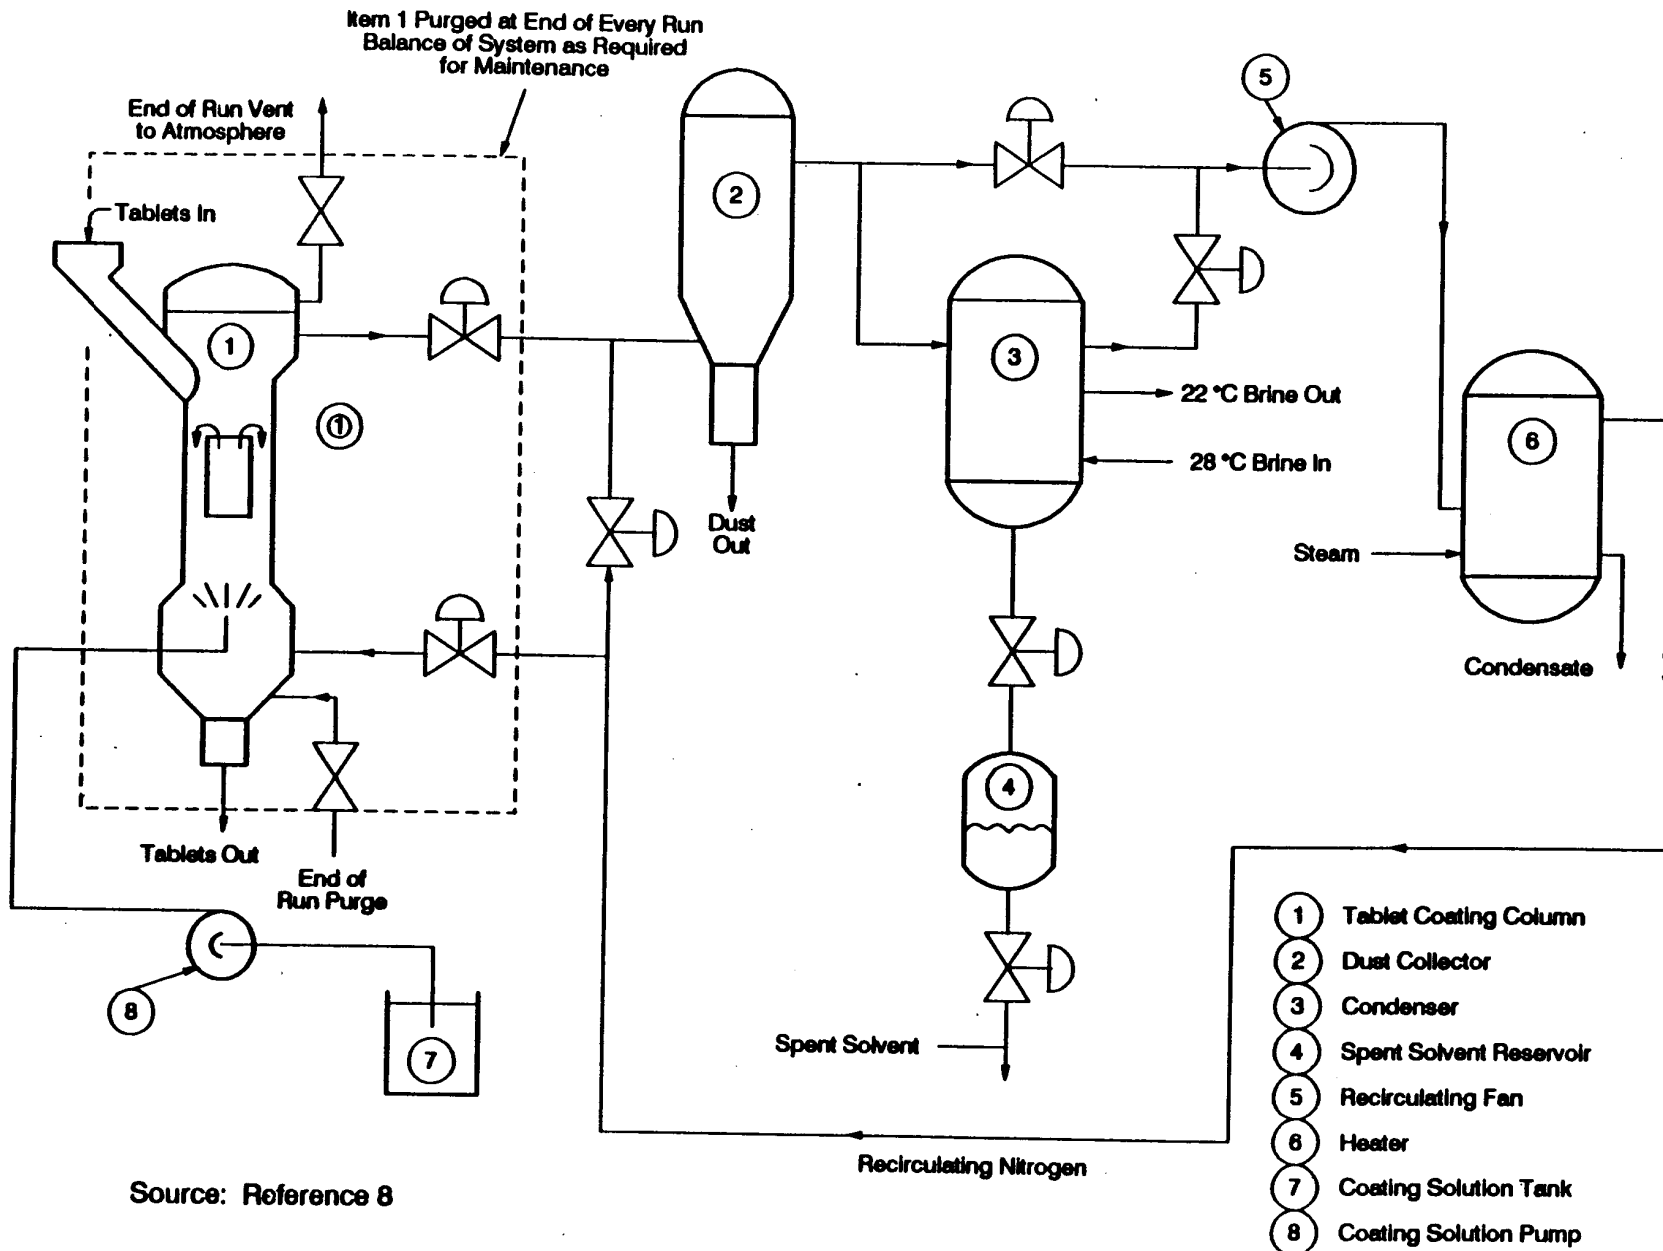 Item 1 Purged at End of Every Run
Balance of System as Required
for Maintenance
End of Run Vent
to Atmosphere
Tablets In
1
1
2
3
4
5
6
22 °C Brine Out
28 °C Brine In
Dust
Out
Steam
Condensate
Tablets Out
End of
Run Purge
8
7
Spent Solvent
Recirculating Nitrogen
1 Tablet Coating Column
2 Dust Collector
3 Condenser
4 Spent Solvent Reservoir
5 Recirculating Fan
6 Heater
7 Coating Solution Tank
8 Coating Solution Pump
Source: Reference 8